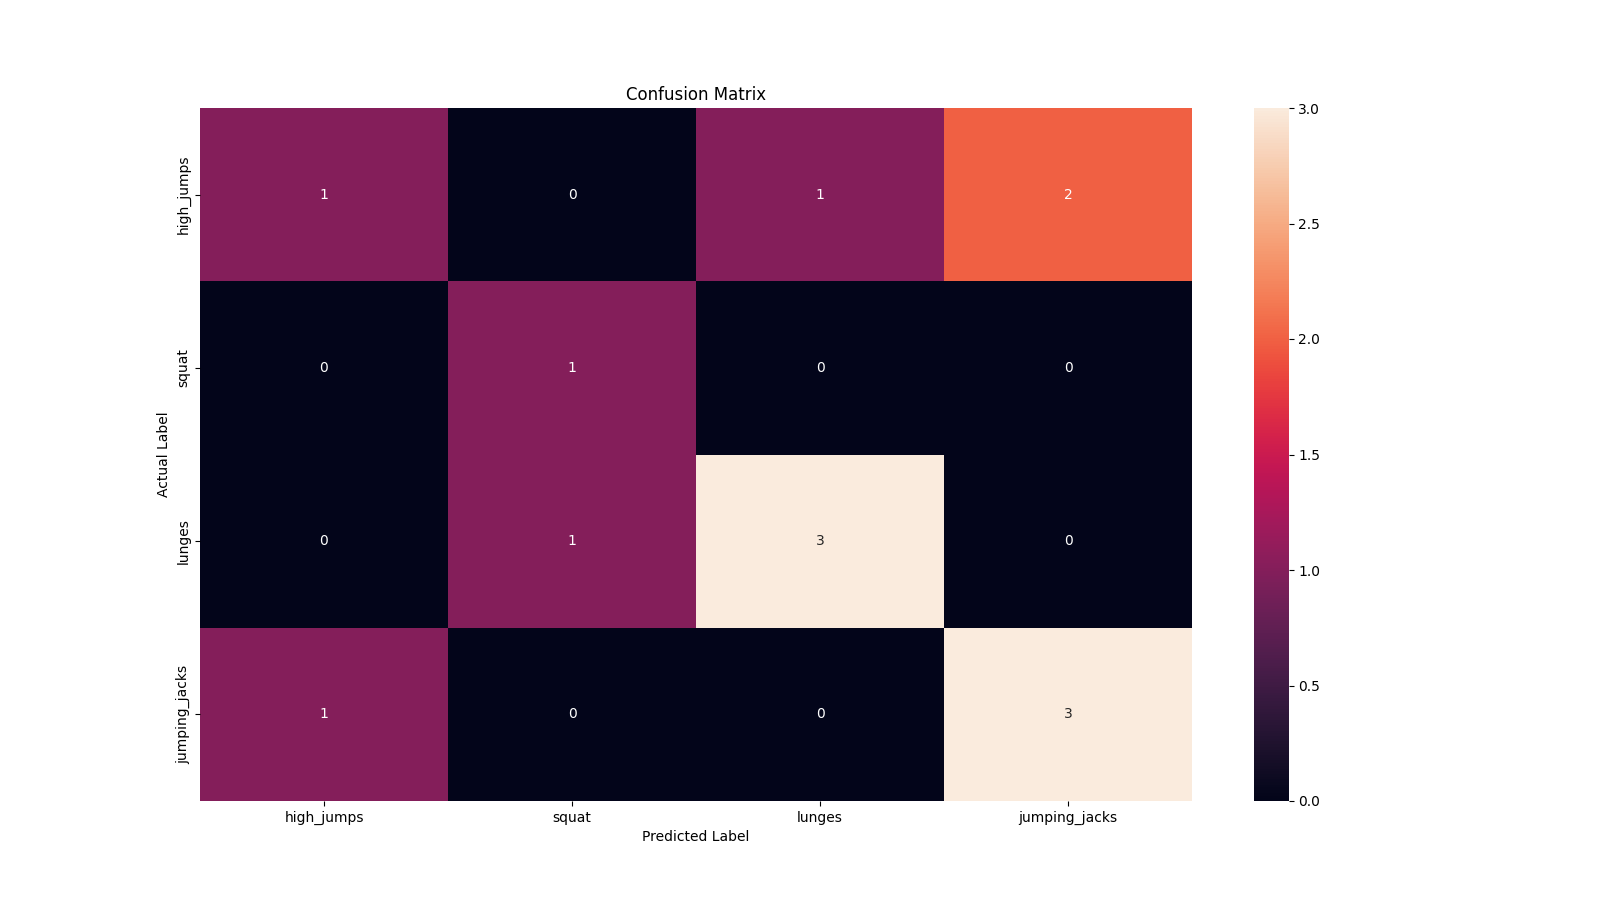 Confusion Matrix
high_jumps
squat
lunges
jumping_jacks
Actual Label
1 0 1 2
0 1 0 0
0 1 3 0
1 0 0 3
high_jumps squat lunges jumping_jacks
Predicted Label
3.0
2.5
2.0
1.5
1.0
0.5
0.0